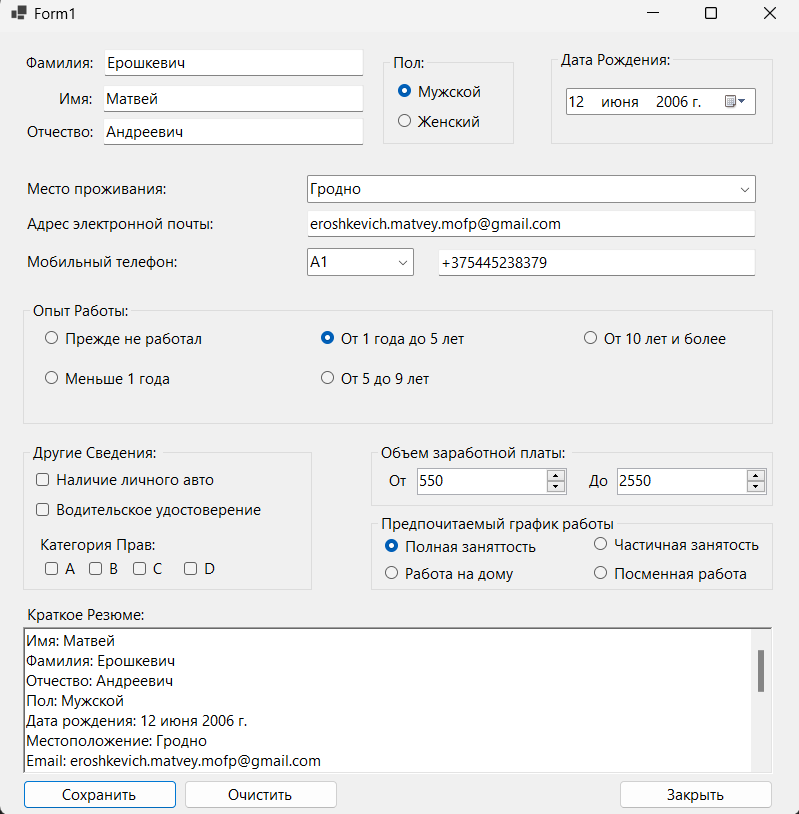 Form1
Фамилия: Ерошкевич
Имя: Матвей
Отчество: Андреевич
Пол:
Мужской
Женский
Дата Рождения:
12 июня 2006 г.
Место проживания: Гродно
Адрес электронной почты: eroshkevich.matvey.mofp@gmail.com
Мобильный телефон: A1 +375445238379
Опыт Работы:
Прежде не работал От 1 года до 5 лет От 10 лет и более
Меньше 1 года От 5 до 9 лет
Другие Сведения:
Наличие личного авто
Водительское удостоверение
Категория Прав:
A B C D
Объем заработной платы:
От 550 До 2550
Предпочитаемый график работы
Полная заняттость Частичная занятость
Работа на дому Посменная работа
Краткое Резюме:
Имя: Матвей
Фамилия: Ерошкевич
Отчество: Андреевич
Пол: Мужской
Дата рождения: 12 июня 2006 г.
Местоположение: Гродно
Email: eroshkevich.matvey.mofp@gmail.com
Сохранить Очистить Закрыть